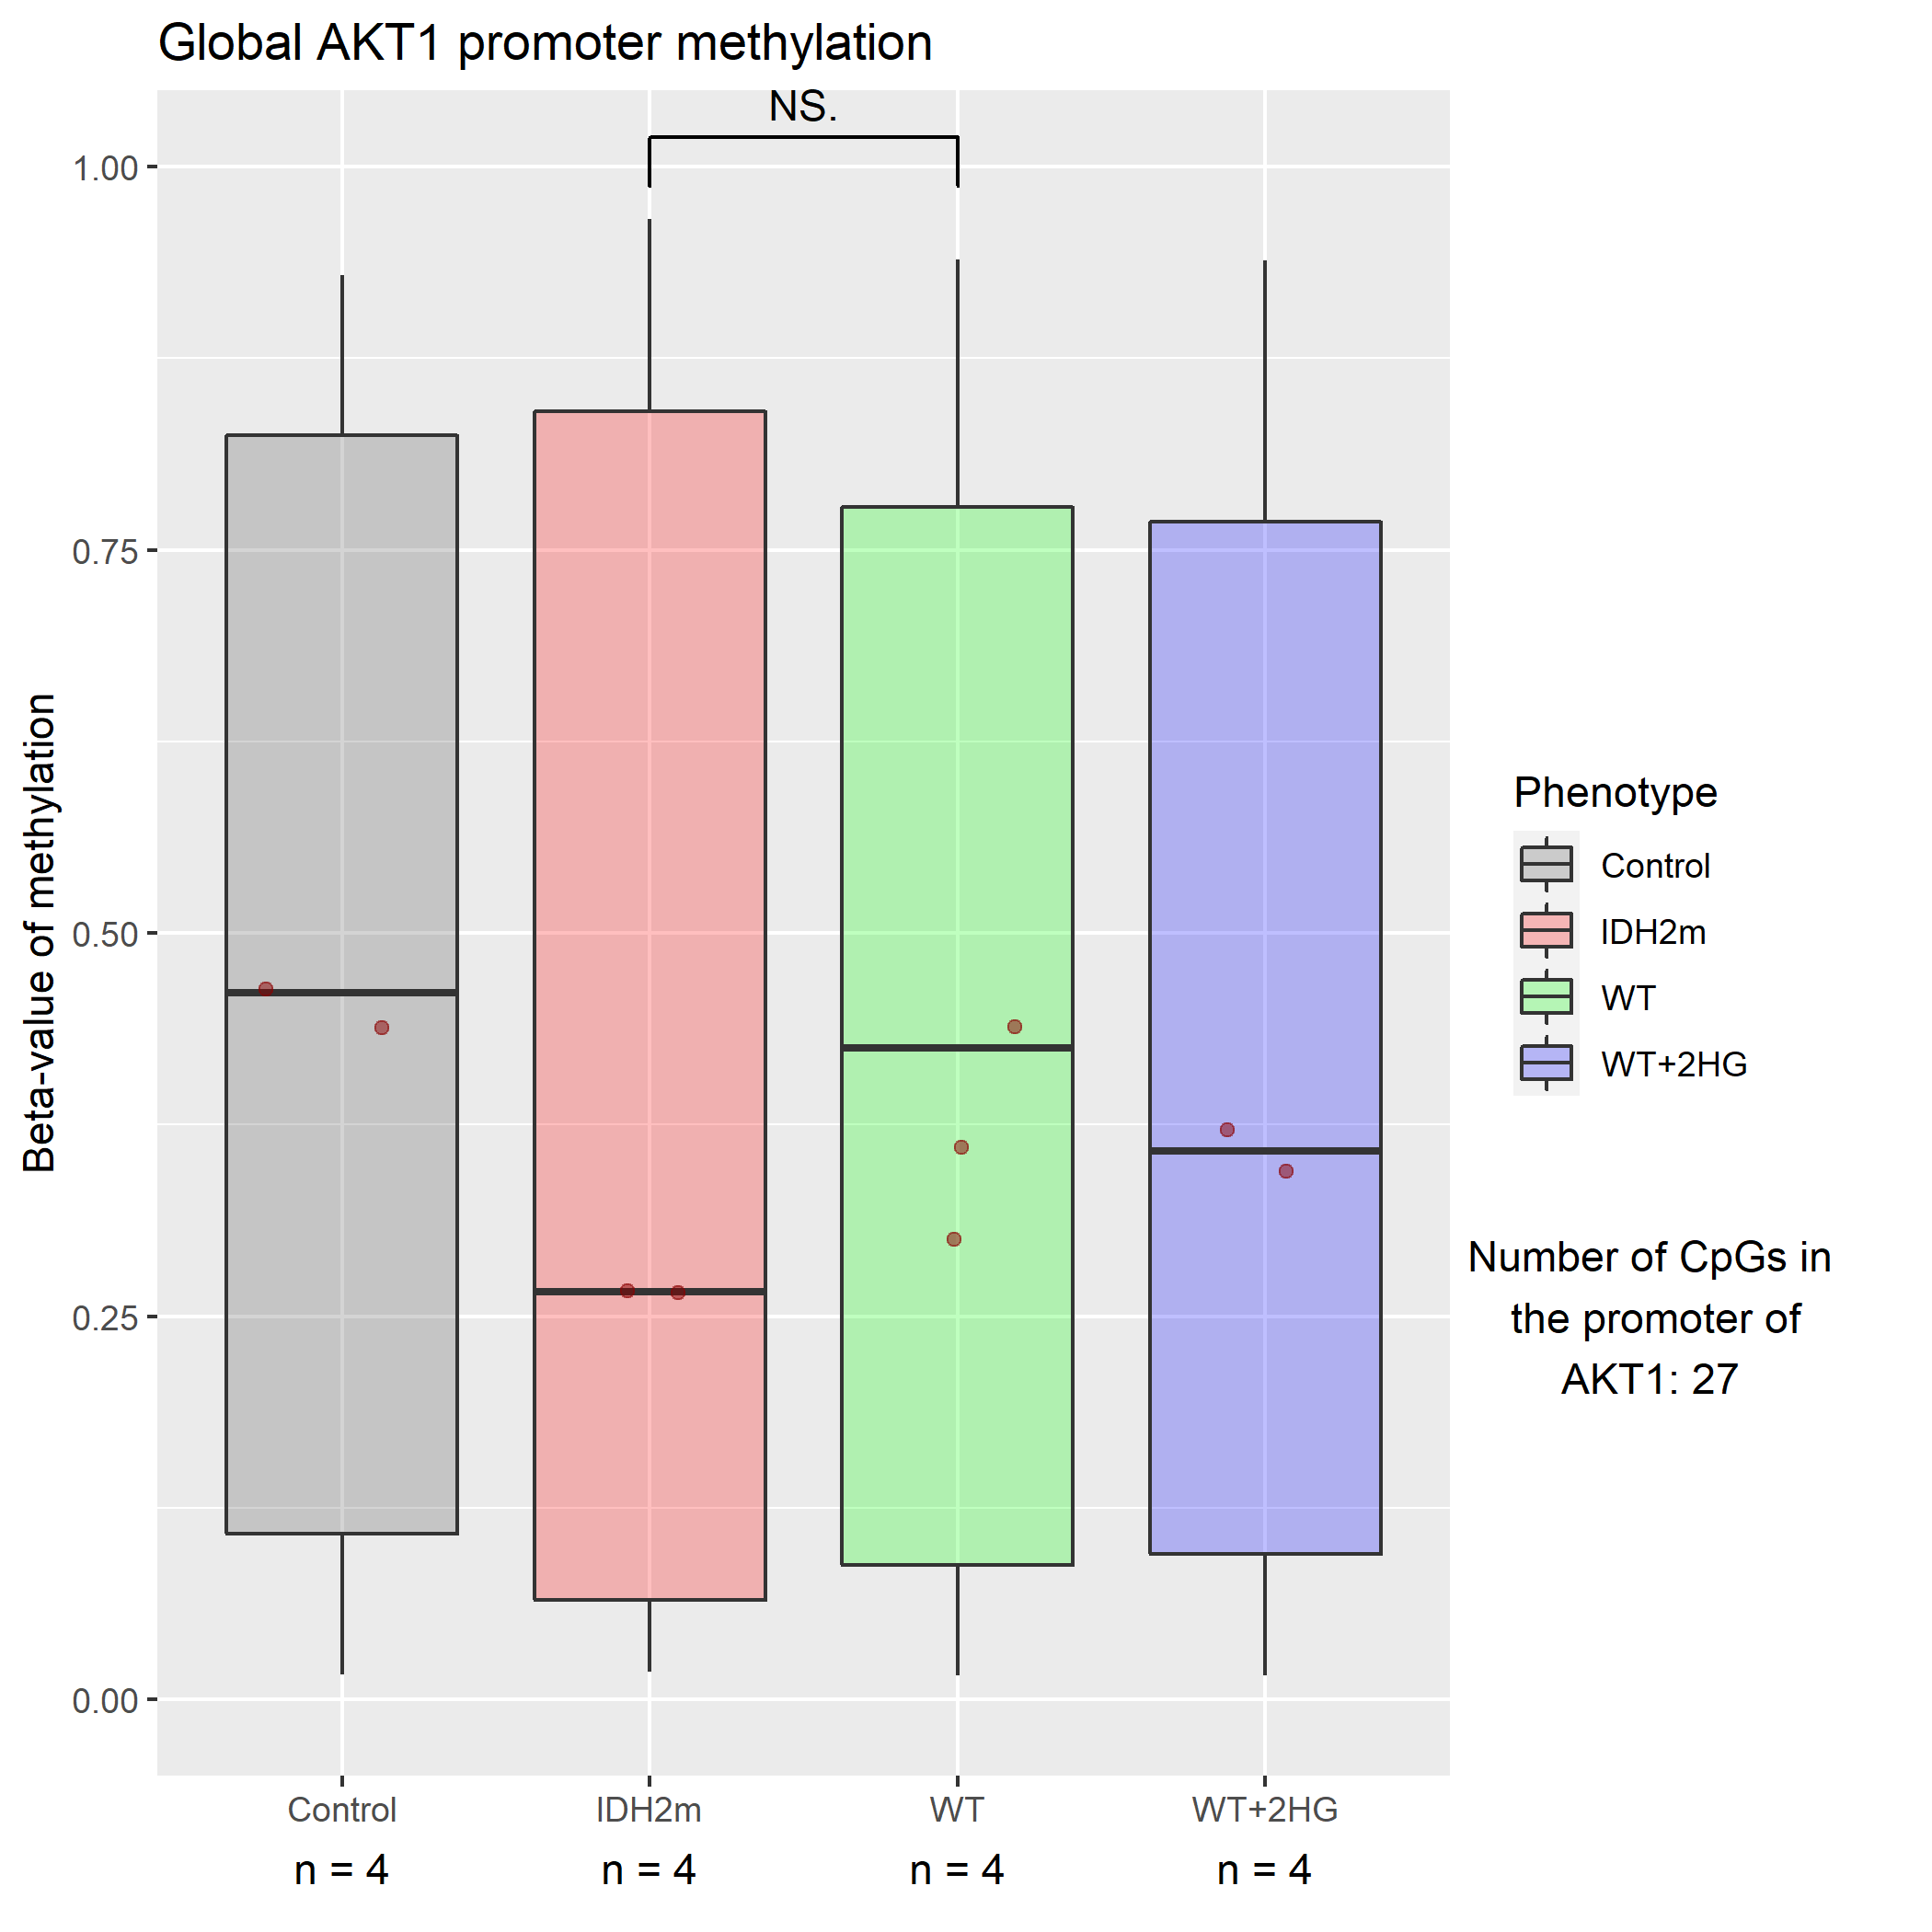 Global AKT1 promoter methylation
NS.
1.00
0.75
0.50
0.25
0.00
Beta-value of methylation
Control
IDH2m
WT
WT+2HG
n = 4
n = 4
n = 4
n = 4
Phenotype
Control
IDH2m
WT
WT+2HG
Number of CpGs in
the promoter of
AKT1: 27